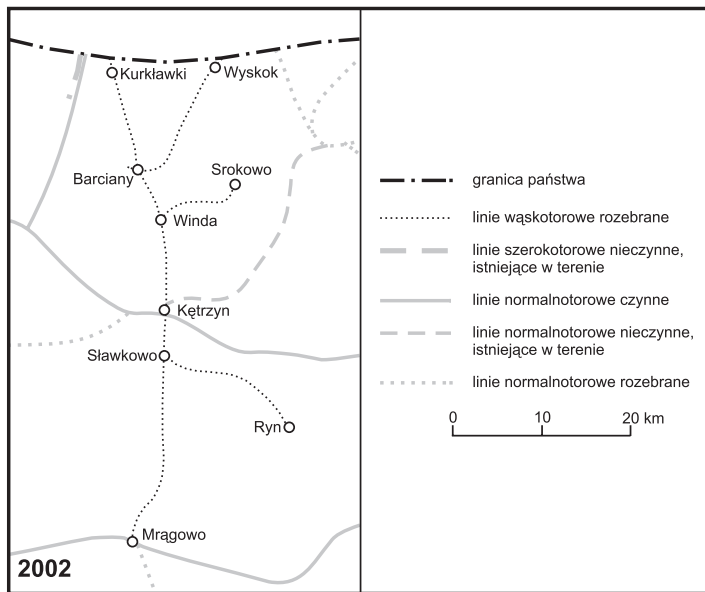 Kurkławki
Wyskok
Barciany
Srokowo
Winda
Kętrzyn
Sławkowo
Ryn
Mrągowo
2002
granica państwa
linie wąskotorowe rozebrane
linie szerokotorowe nieczynne,
istniejące w terenie
linie normalnotorowe czynne
linie normalnotorowe nieczynne,
istniejące w terenie
linie normalnotorowe rozebrane
0 10 20 km